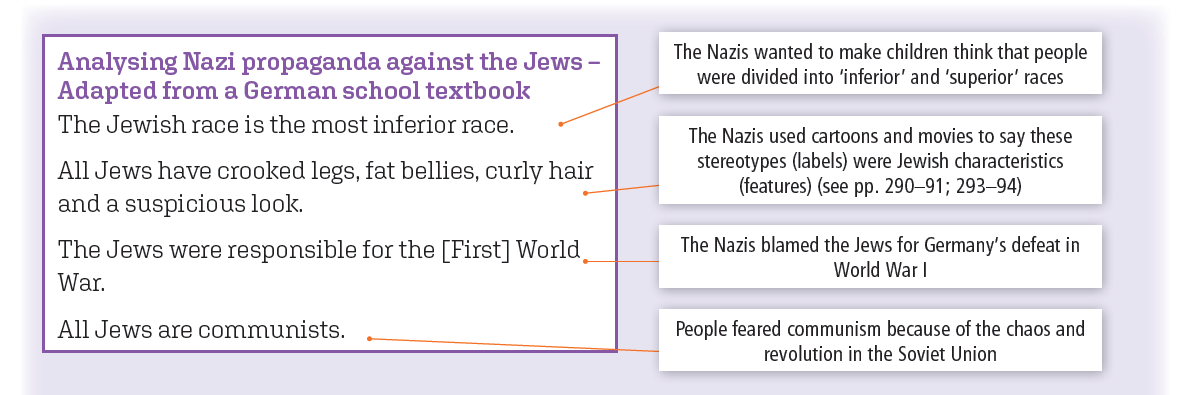 Analysing Nazi propaganda against the Jews –
Adapted from a German school textbook
The Jewish race is the most inferior race.
All Jews have crooked legs, fat bellies, curly hair
and a suspicious look.
The Jews were responsible for the [First] World
War.
All Jews are communists.
The Nazis wanted to make children think that people
were divided into ‘inferior’ and ‘superior’ races
The Nazis used cartoons and movies to say these
stereotypes (labels) were Jewish characteristics
(features) (see pp. 290–91; 293–94)
The Nazis blamed the Jews for Germany’s defeat in
World War I
People feared communism because of the chaos and
revolution in the Soviet Union